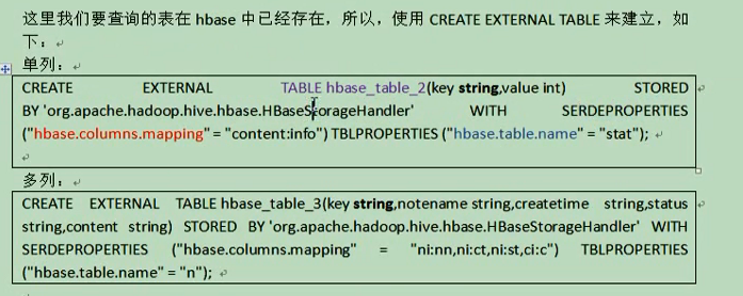 这里我们要查询的表在 hbase 中已经存在，所以，使用 CREATE EXTERNAL TABLE 来建立，如
下：
单列：
CREATE EXTERNAL TABLE hbase_table_2(key string,value int) STORED
BY 'org.apache.hadoop.hive.hbase.HBaseStorageHandler' WITH SERDEPROPERTIES
("hbase.columns.mapping" = "content:info") TBLPROPERTIES ("hbase.table.name" = "stat");
多列：
CREATE EXTERNAL TABLE hbase_table_3(key string,notename string,createtime string,status
string,content string) STORED BY 'org.apache.hadoop.hive.hbase.HBaseStorageHandler' WITH
SERDEPROPERTIES ("hbase.columns.mapping" = "ni:nn,ni:ct,ni:st,ci:c") TBLPROPERTIES
("hbase.table.name" = "n");